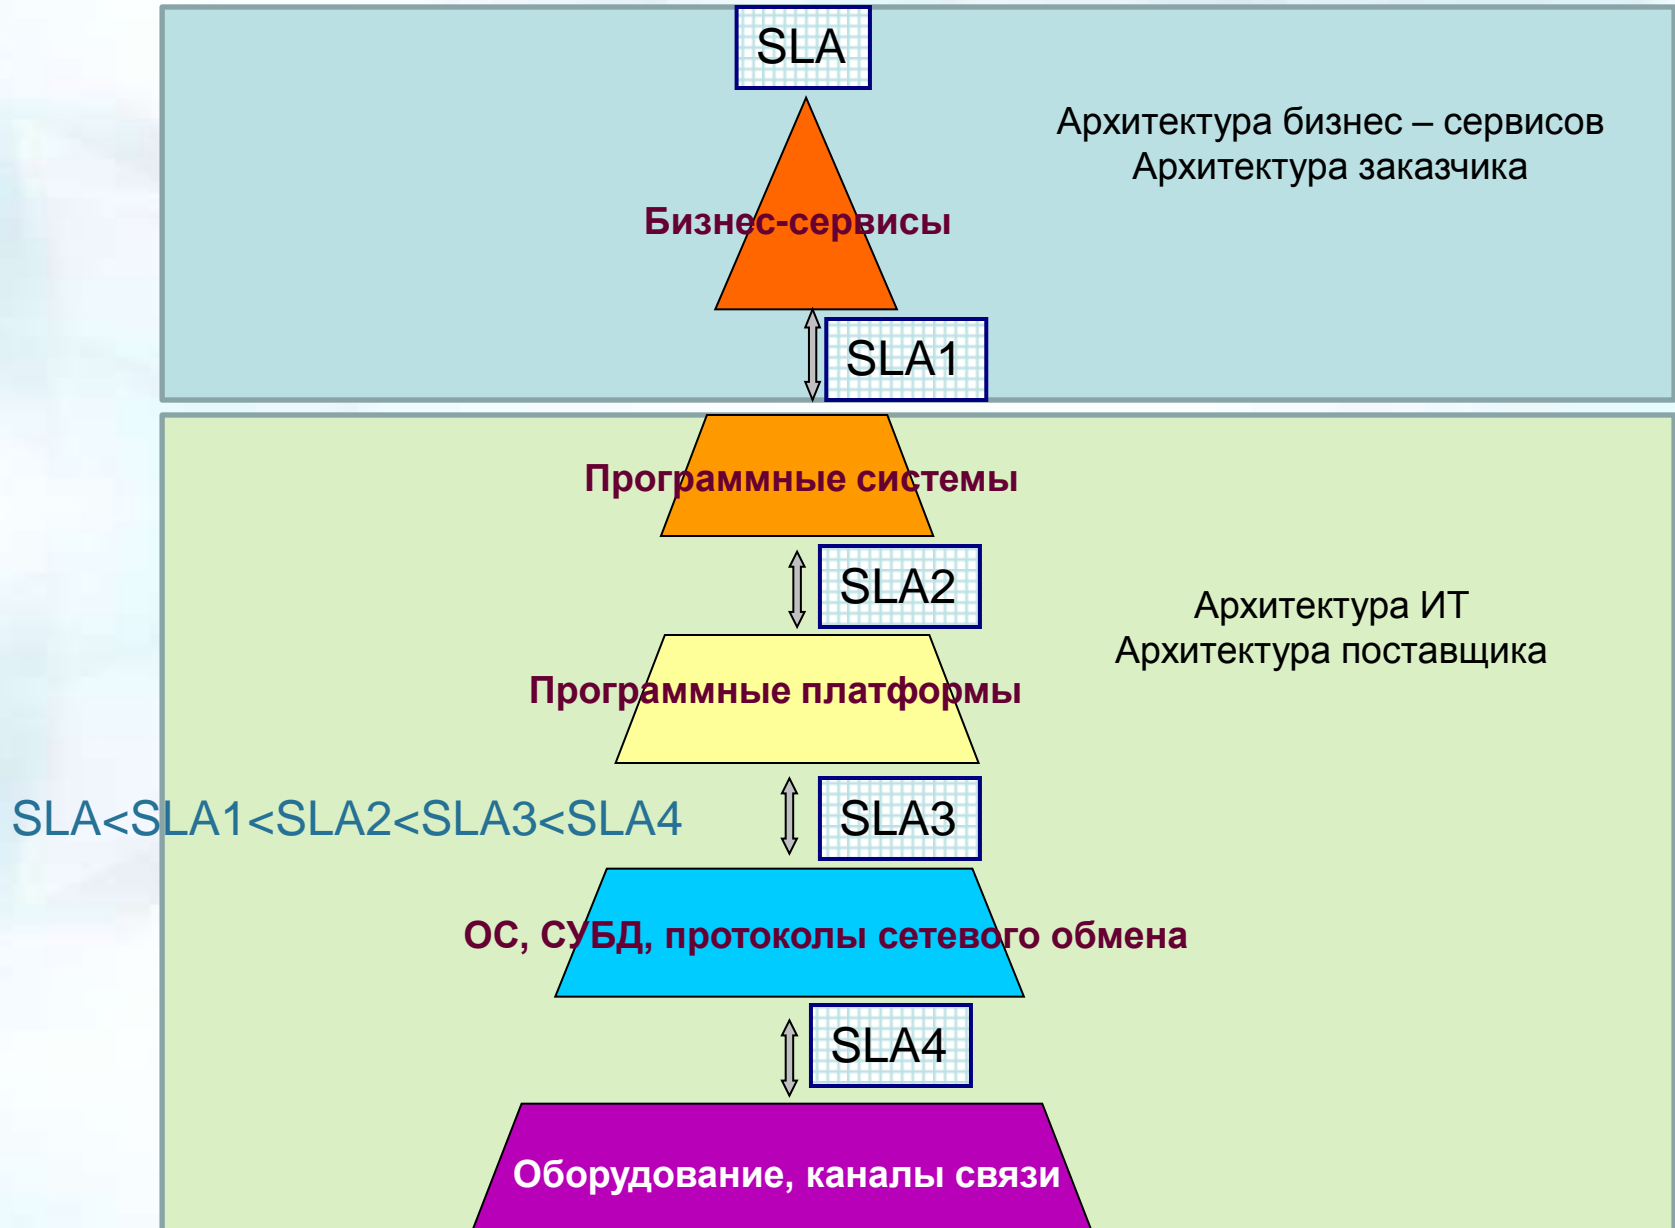 SLA
Архитектура бизнес – сервисов
Архитектура заказчика
Бизнес-сервисы
SLA1
Программные системы
SLA2
Архитектура ИТ
Архитектура поставщика
Программные платформы
SLA<SLA1<SLA2<SLA3<SLA4
SLA3
ОС, СУБД, протоколы сетевого обмена
SLA4
Оборудование, каналы связи